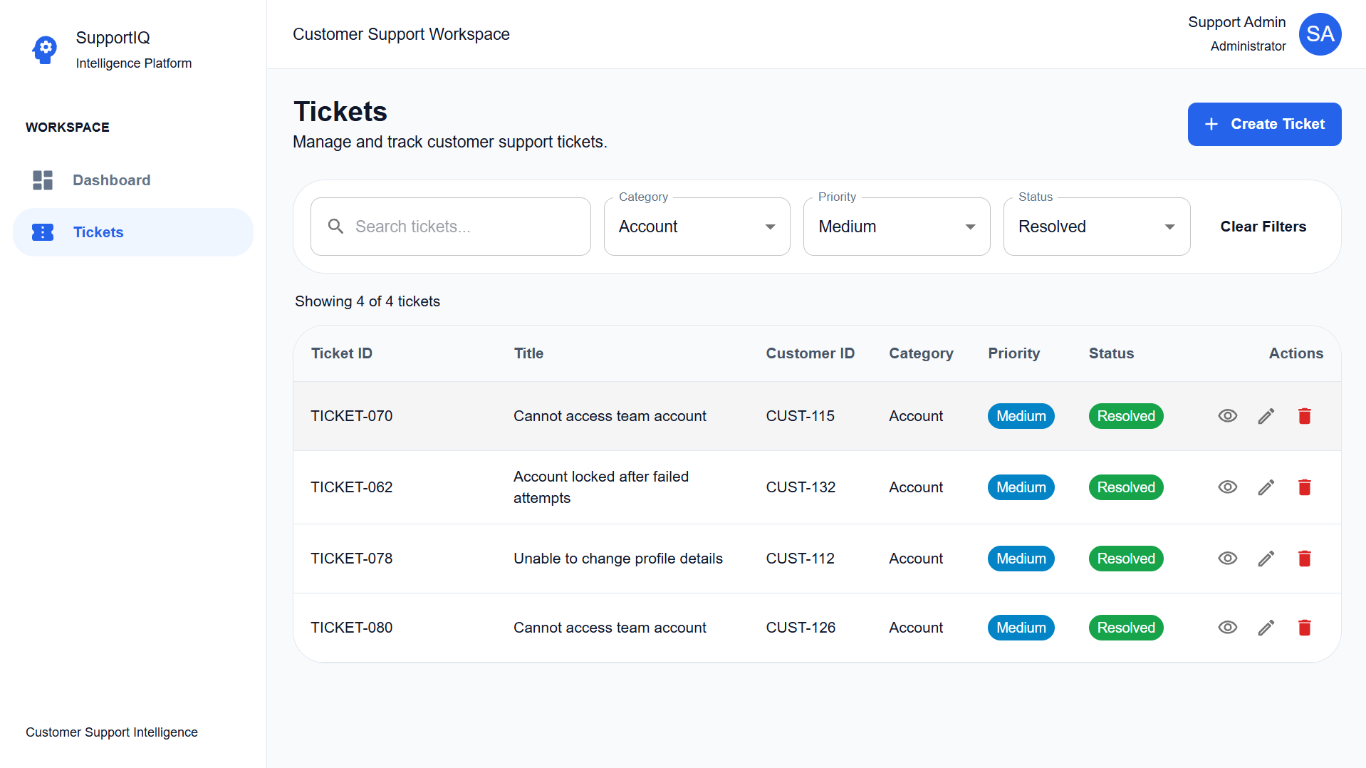 SupportIQ
Intelligence Platform
WORKSPACE
Dashboard
Tickets
Customer Support Intelligence
Customer Support Workspace
Support Admin
Administrator
SA
Tickets
Manage and track customer support tickets.
+ Create Ticket
Search tickets...
Category
Account
Priority
Medium
Status
Resolved
Clear Filters
Showing 4 of 4 tickets
Ticket ID Title Customer ID Category Priority Status Actions
TICKET-070 Cannot access team account CUST-115 Account Medium Resolved
TICKET-062 Account locked after failed attempts CUST-132 Account Medium Resolved
TICKET-078 Unable to change profile details CUST-112 Account Medium Resolved
TICKET-080 Cannot access team account CUST-126 Account Medium Resolved